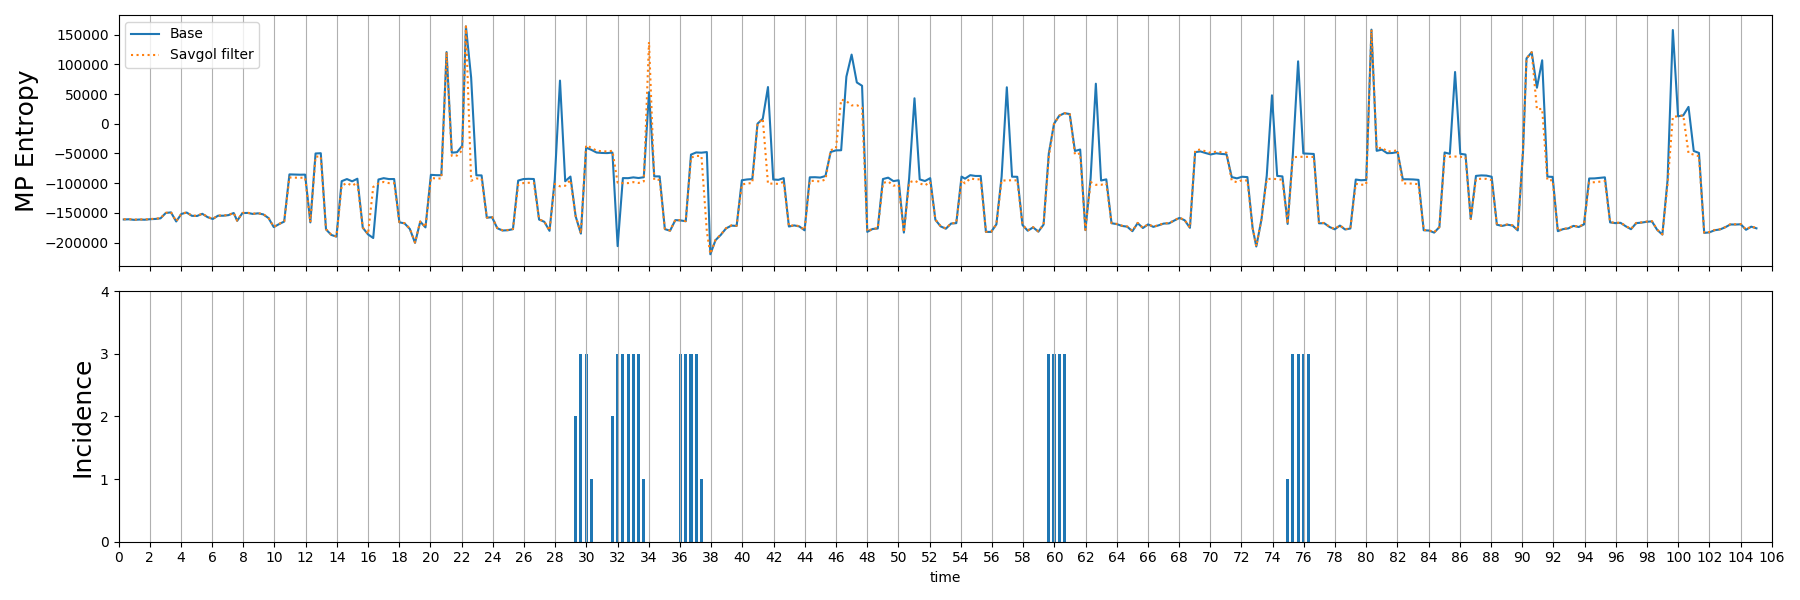 MP Entropy
150000
100000
50000
0
−50000
−100000
−150000
−200000
Base
Savgol filter
Incidence
4
3
2
1
0
0 2 4 6 8 10 12 14 16 18 20 22 24 26 28 30 32 34 36 38 40 42 44 46 48 50 52 54 56 58 60 62 64 66 68 70 72 74 76 78 80 82 84 86 88 90 92 94 96 98 100 102 104 106
time